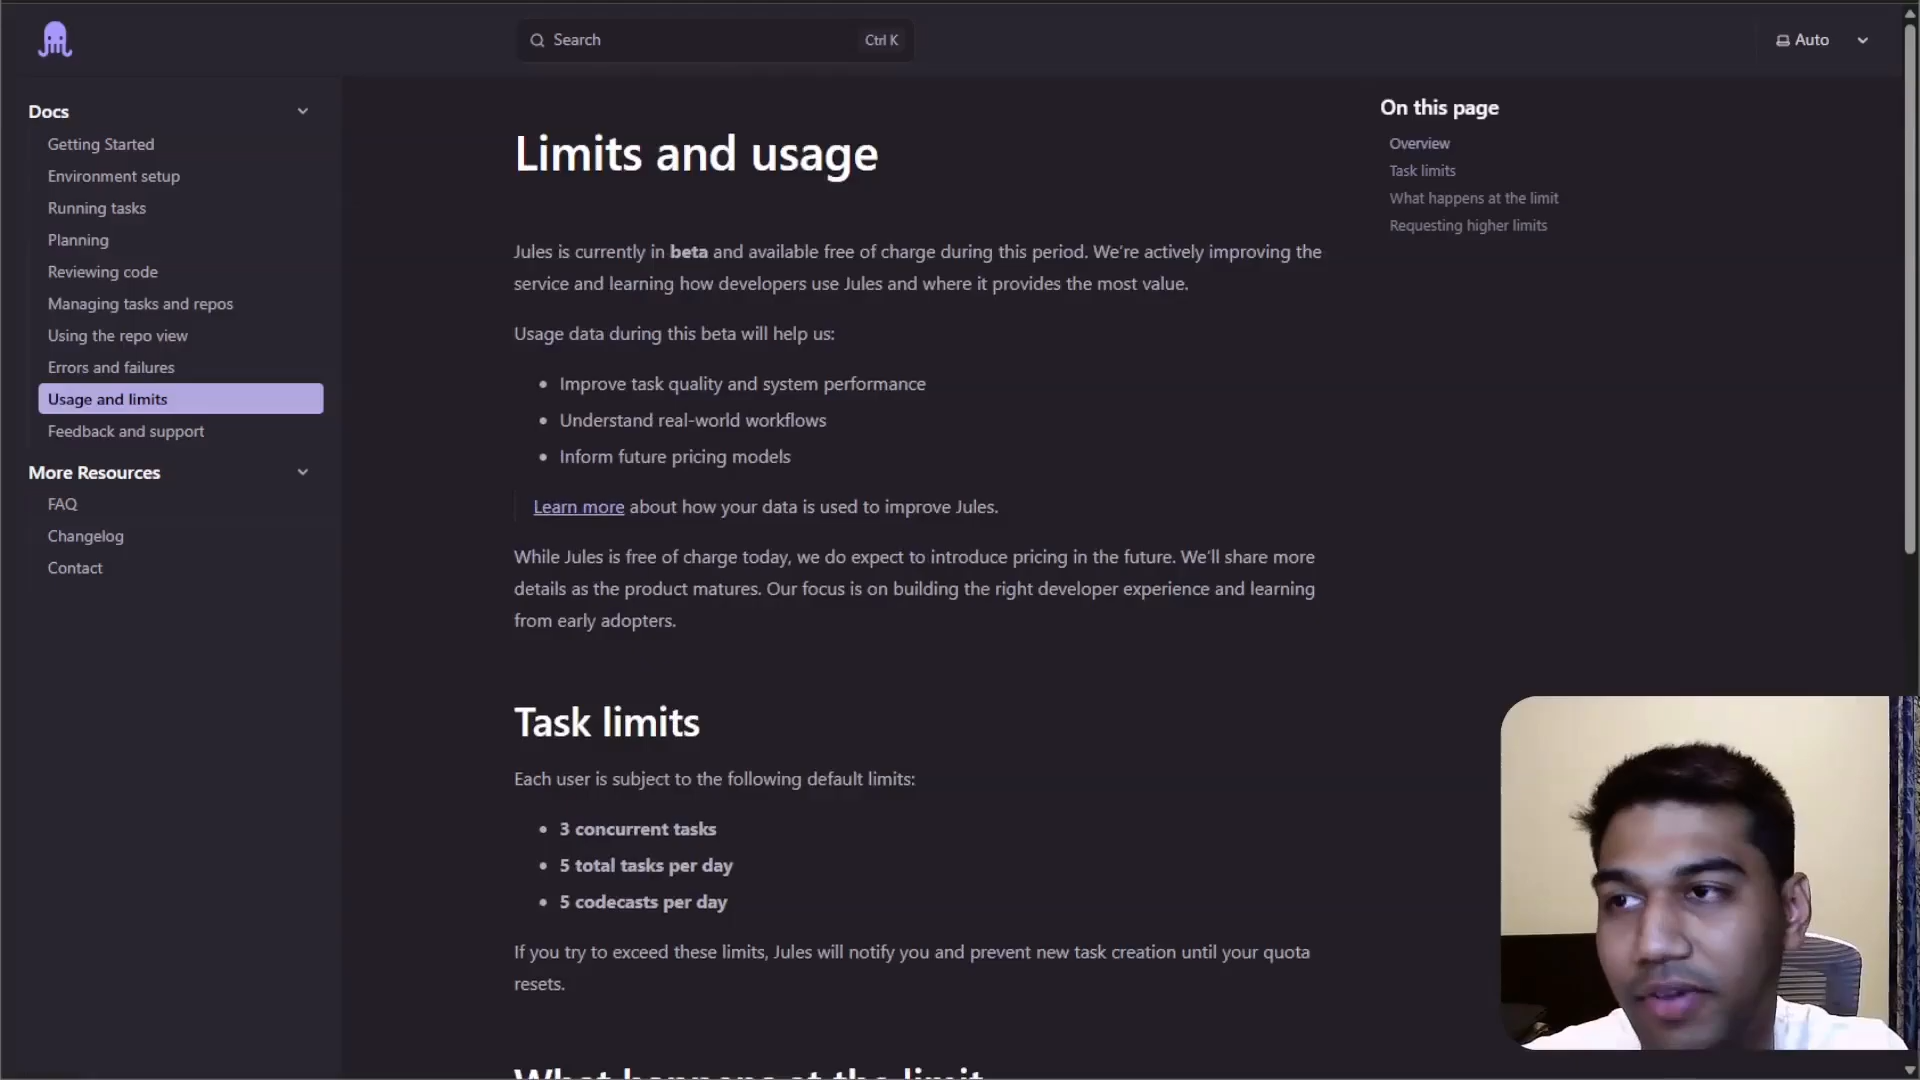 Search
Ctrl K
Auto
Docs
Getting Started
Environment setup
Running tasks
Planning
Reviewing code
Managing tasks and repos
Using the repo view
Errors and failures
Usage and limits
Feedback and support
More Resources
FAQ
Changelog
Contact
Limits and usage
Jules is currently in beta and available free of charge during this period. We're actively improving the
service and learning how developers use Jules and where it provides the most value.
Usage data during this beta will help us:
• Improve task quality and system performance
• Understand real-world workflows
• Inform future pricing models
Learn more about how your data is used to improve Jules.
While Jules is free of charge today, we do expect to introduce pricing in the future. We'll share more
details as the product matures. Our focus is on building the right developer experience and learning
from early adopters.
Task limits
Each user is subject to the following default limits:
• 3 concurrent tasks
• 5 total tasks per day
• 5 codecasts per day
If you try to exceed these limits, Jules will notify you and prevent new task creation until your quota
resets.
What happens at the limit
On this page
Overview
Task limits
What happens at the limit
Requesting higher limits